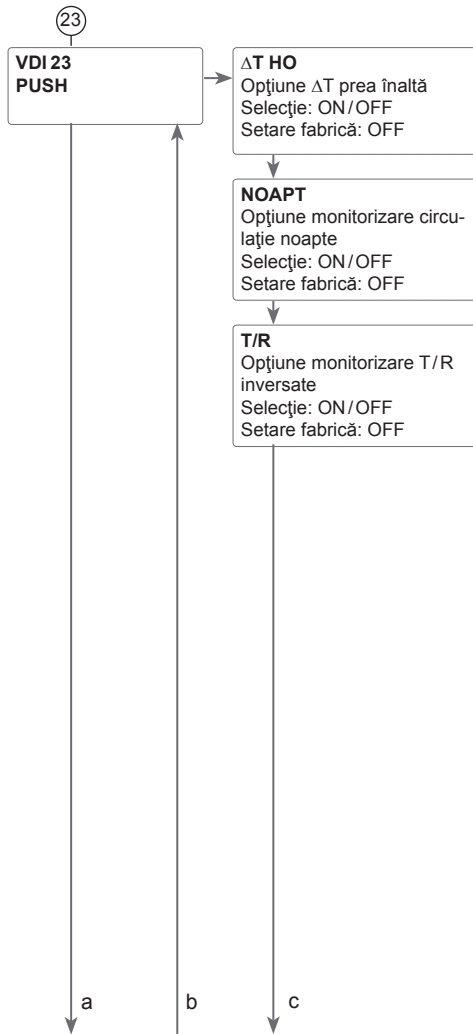 23
VDI 23
PUSH
∆T HO
Opţiune ∆T prea înaltă
Selecţie: ON / OFF
Setare fabrică: OFF
NOAPT
Opţiune monitorizare circu-
laţie noapte
Selecţie: ON / OFF
Setare fabrică: OFF
T/R
Opţiune monitorizare T / R
inversate
Selecţie: ON / OFF
Setare fabrică: OFF
a
b
c